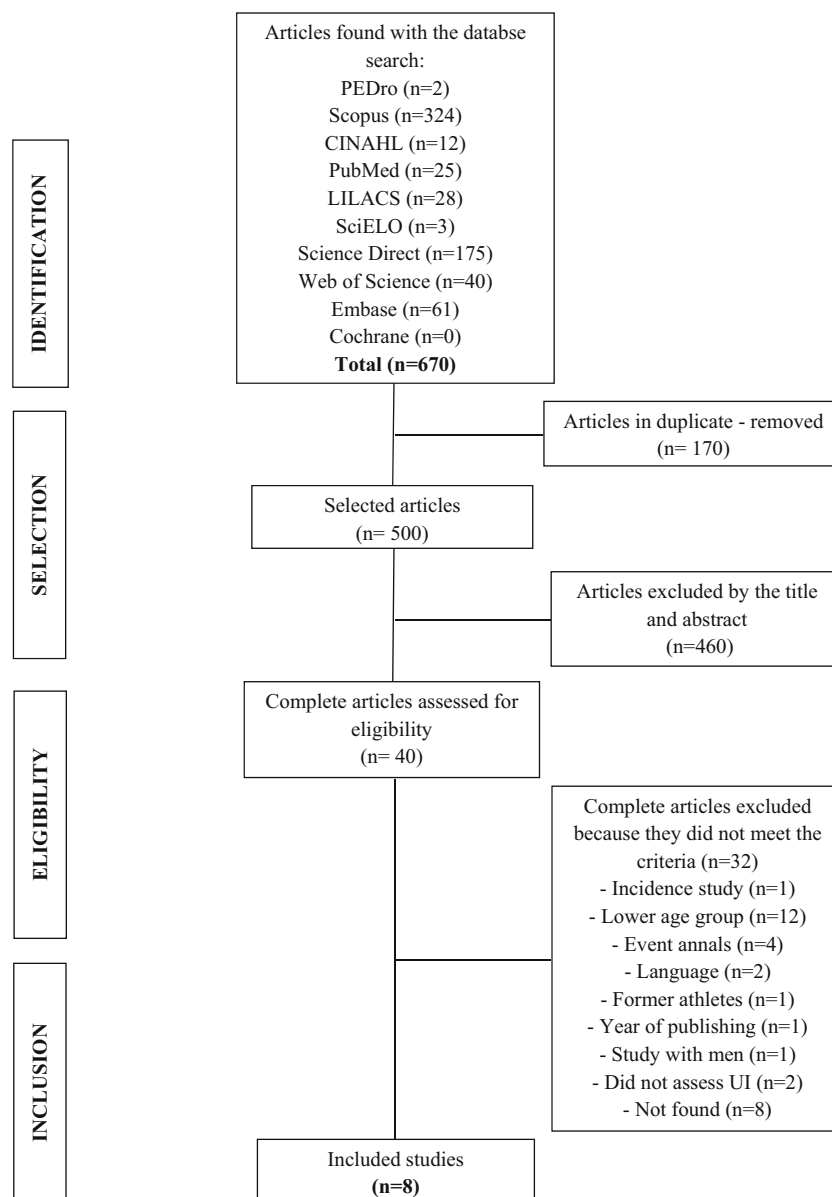 Articles found with the databse
search:
PEDro (n=2)
Scopus (n=324)
CINAHL (n=12)
PubMed (n=25)
LILACS (n=28)
SciELO (n=3)
Science Direct (n=175)
Web of Science (n=40)
Embase (n=61)
Cochrane (n=0)
Total (n=670)
IDENTIFICATION
Articles in duplicate - removed
(n= 170)
SELECTION
Selected articles
(n= 500)
Articles excluded by the title
and abstract
(n=460)
ELIGIBILITY
Complete articles assessed for
eligibility
(n= 40)
Complete articles excluded
because they did not meet the
criteria (n=32)
- Incidence study (n=1)
- Lower age group (n=12)
- Event annals (n=4)
- Language (n=2)
- Former athletes (n=1)
- Year of publishing (n=1)
- Study with men (n=1)
- Did not assess UI (n=2)
- Not found (n=8)
INCLUSION
Included studies
(n=8)